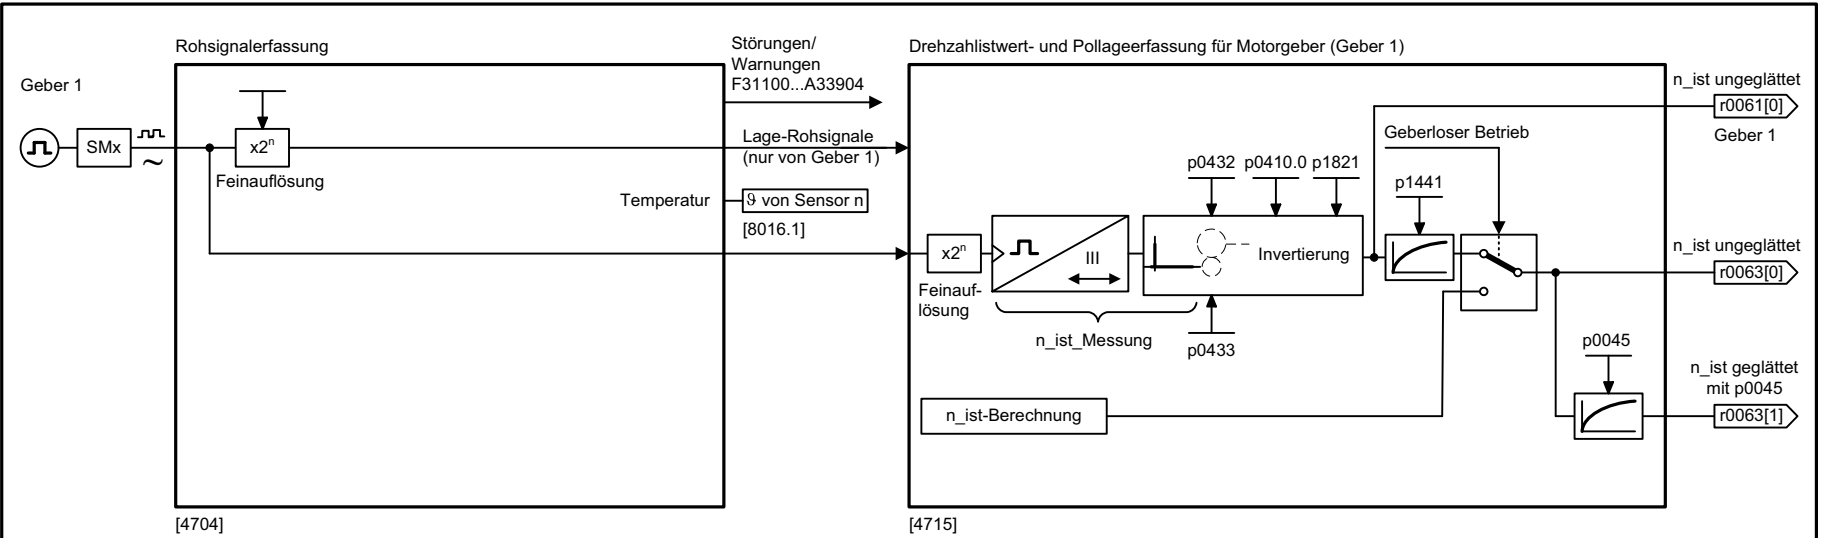 Rohsignalerfassung
Störungen/
Warnungen
F31100...A33904
Drehzahlistwert- und Pollageerfassung für Motorgeber (Geber 1)
Geber 1
SMx
x2ⁿ
Feinauflösung
Lage-Rohsignale
(nur von Geber 1)
Temperatur
ϑ von Sensor n
[8016.1]
n_ist ungeglättet
r0061[0]
Geber 1
Geberloser Betrieb
p0432
p0410.0
p1821
p1441
x2ⁿ
Feinauf-
lösung
III
Invertierung
n_ist_Messung
p0433
n_ist ungeglättet
r0063[0]
p0045
n_ist geglättet
mit p0045
r0063[1]
n_ist-Berechnung
[4704]
[4715]